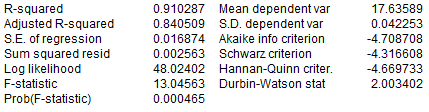 R-squared 0.910287 Mean dependent var 17.63589
Adjusted R-squared 0.840509 S.D. dependent var 0.042253
S.E. of regression 0.016874 Akaike info criterion -4.708708
Sum squared resid 0.002563 Schwarz criterion -4.316608
Log likelihood 48.02402 Hannan-Quinn criter. -4.669733
F-statistic 13.04563 Durbin-Watson stat 2.003402
Prob(F-statistic) 0.000465